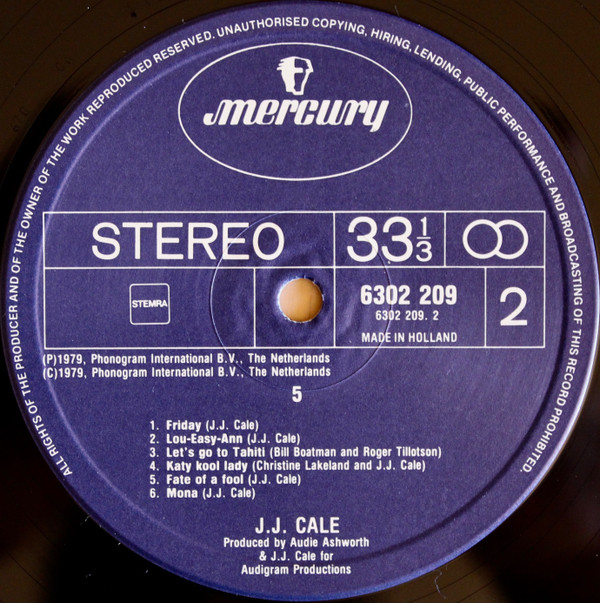 ALL RIGHTS OF THE PRODUCER AND OF THE OWNER OF THE WORK REPRODUCED RESERVED. UNAUTHORISED COPYING, HIRING, LENDING, PUBLIC PERFORMANCE AND BROADCASTING OF THIS RECORD PROHIBITED.
mercury
STEREO 33 1/3
STEMRA
6302 209
6302 209. 2
MADE IN HOLLAND
2
(P)1979, Phonogram International B.V., The Netherlands
(C)1979, Phonogram International B.V., The Netherlands
5
1. Friday (J.J. Cale)
2. Lou-Easy-Ann (J.J. Cale)
3. Let's go to Tahiti (Bill Boatman and Roger Tillotson)
4. Katy kool lady (Christine Lakeland and J.J. Cale)
5. Fate of a fool (J.J. Cale)
6. Mona (J.J. Cale)
J.J. CALE
Produced by Audie Ashworth
& J.J. Cale for
Audigram Productions